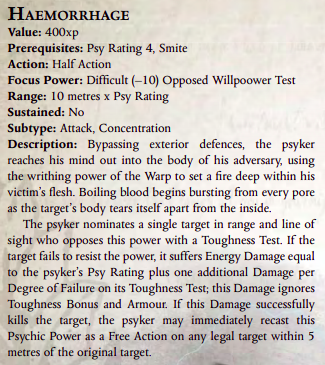 HAEMORRHAGE
Value: 400xp
Prerequisites: Psy Rating 4, Smite
Action: Half Action
Focus Power: Difficult (–10) Opposed Willpoower Test
Range: 10 metres x Psy Rating
Sustained: No
Subtype: Attack, Concentration
Description: Bypassing exterior defences, the psyker
reaches his mind out into the body of his adversary, using
the writhing power of the Warp to set a fire deep within his
victim's flesh. Boiling blood begins bursting from every pore
as the target's body tears itself apart from the inside.
The psyker nominates a single target in range and line of
sight who opposes this power with a Toughness Test. If the
target fails to resist the power, it suffers Energy Damage equal
to the psyker's Psy Rating plus one additional Damage per
Degree of Failure on its Toughness Test; this Damage ignores
Toughness Bonus and Armour. If this Damage successfully
kills the target, the psyker may immediately recast this
Psychic Power as a Free Action on any legal target within 5
metres of the original target.